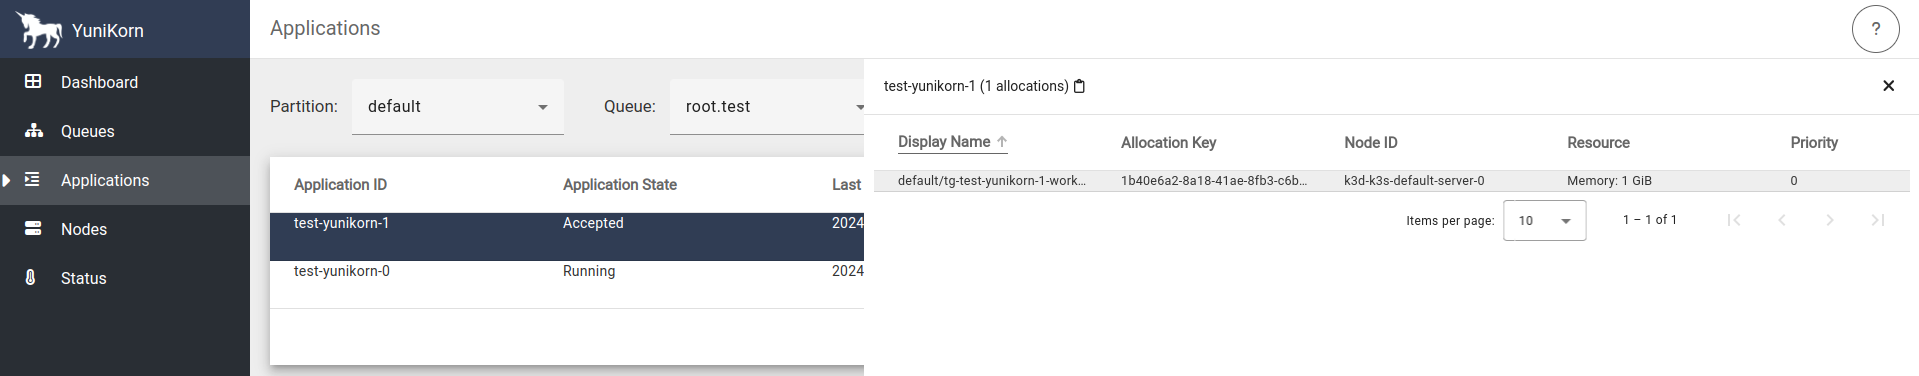 YuniKorn
Applications
?
Dashboard
Queues
Applications
Nodes
Status
Partition: default Queue: root.test
Application ID Application State Last
test-yunikorn-1 Accepted 2024
test-yunikorn-0 Running 2024
test-yunikorn-1 (1 allocations)
Display Name Allocation Key Node ID Resource Priority
default/tg-test-yunikorn-1-work... 1b40e6a2-8a18-41ae-8fb3-c6b... k3d-k3s-default-server-0 Memory: 1 GiB 0
Items per page: 10 1 – 1 of 1